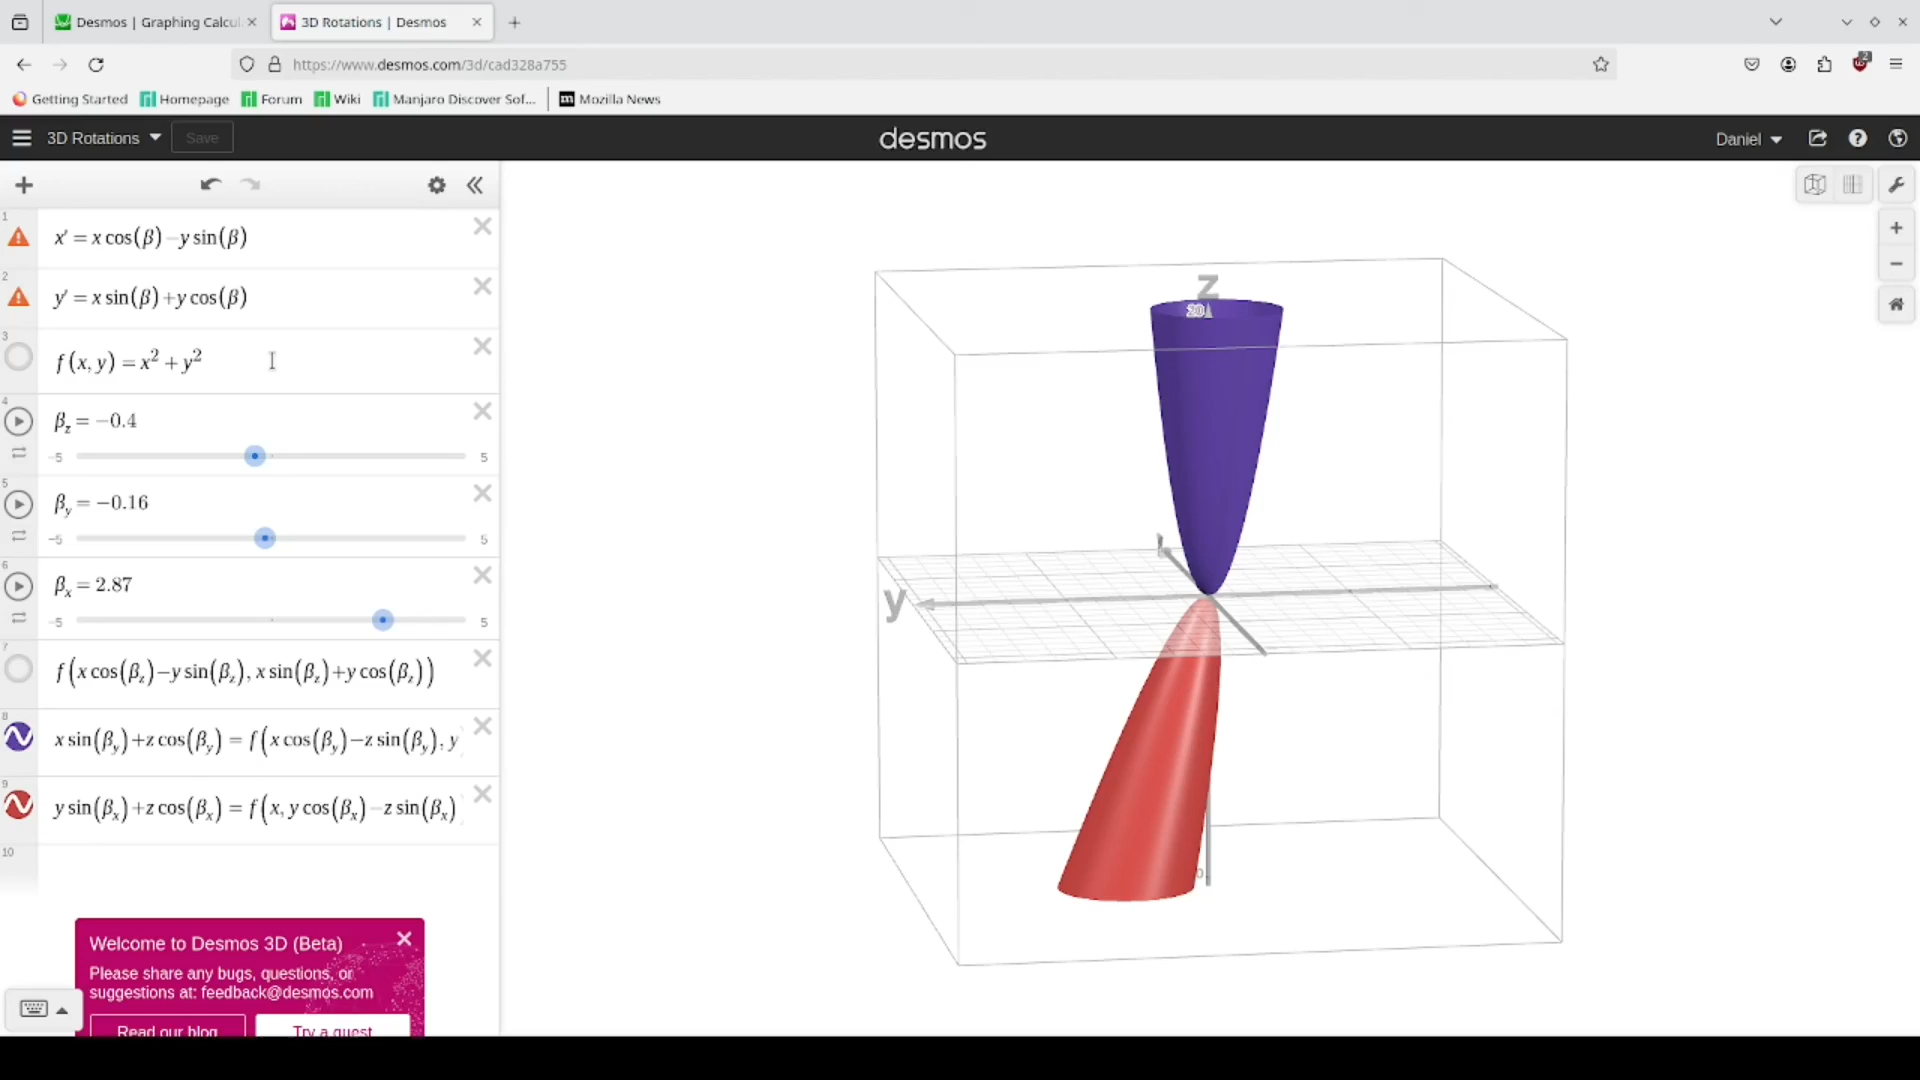 Desmos | Graphing Calcul
3D Rotations | Desmos
https://www.desmos.com/3d/cad328a755
2
Getting Started Homepage Forum Wiki Manjaro Discover Sof... Mozilla News
3D Rotations Save desmos Daniel
1
x′ = x cos(β)−y sin(β)
2
y′ = x sin(β)+y cos(β)
3
f(x, y) = x² + y²
4
β_z = −0.4
-5 5
5
β_y = −0.16
-5 5
6
β_x = 2.87
-5 5
7
f(x cos(β_z)−y sin(β_z), x sin(β_z)+y cos(β_z))
8
x sin(β_y)+z cos(β_y) = f(x cos(β_y)−z sin(β_y), y
9
y sin(β_x)+z cos(β_x) = f(x, y cos(β_x)−z sin(β_x)
10
Welcome to Desmos 3D (Beta)
Please share any bugs, questions, or
suggestions at: feedback@desmos.com
Read our blog Try a quest
z
20
y